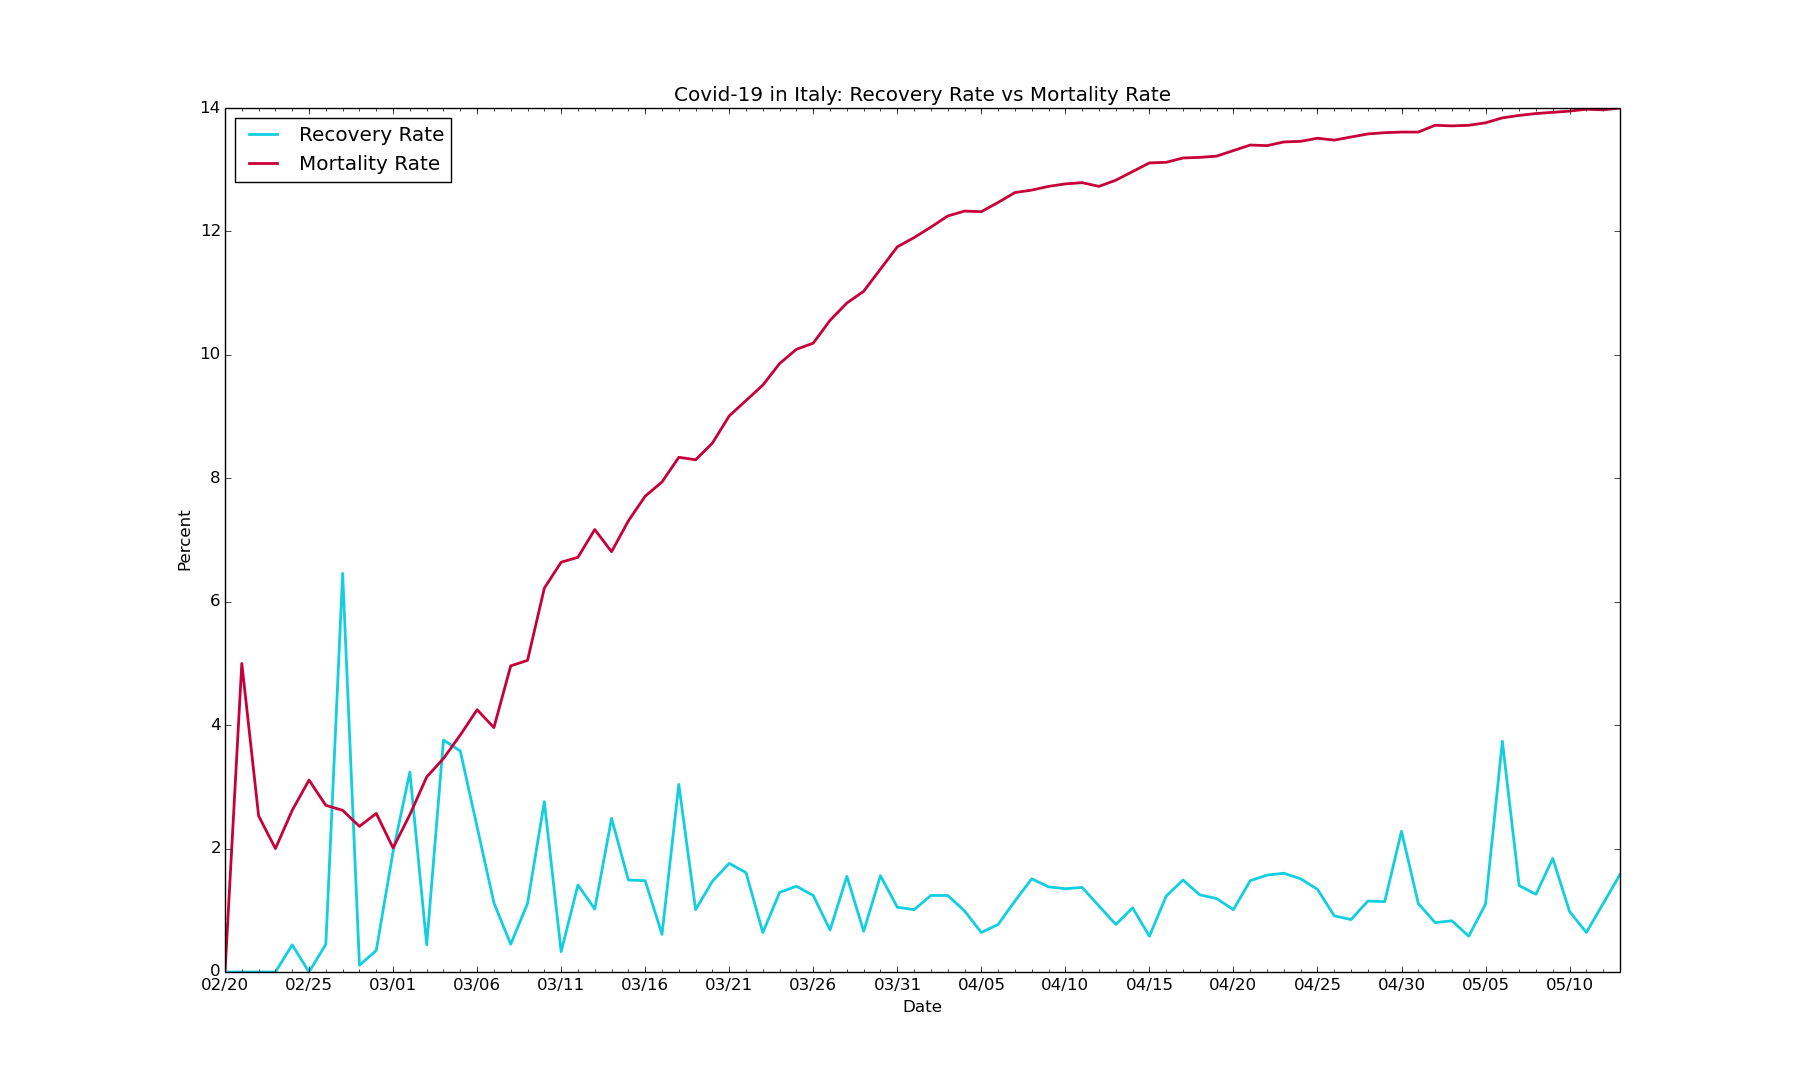 Covid-19 in Italy: Recovery Rate vs Mortality Rate
14
Recovery Rate
Mortality Rate
12
10
8
Percent
6
4
2
0
02/20 02/25 03/01 03/06 03/11 03/16 03/21 03/26 03/31 04/05 04/10 04/15 04/20 04/25 04/30 05/05 05/10
Date